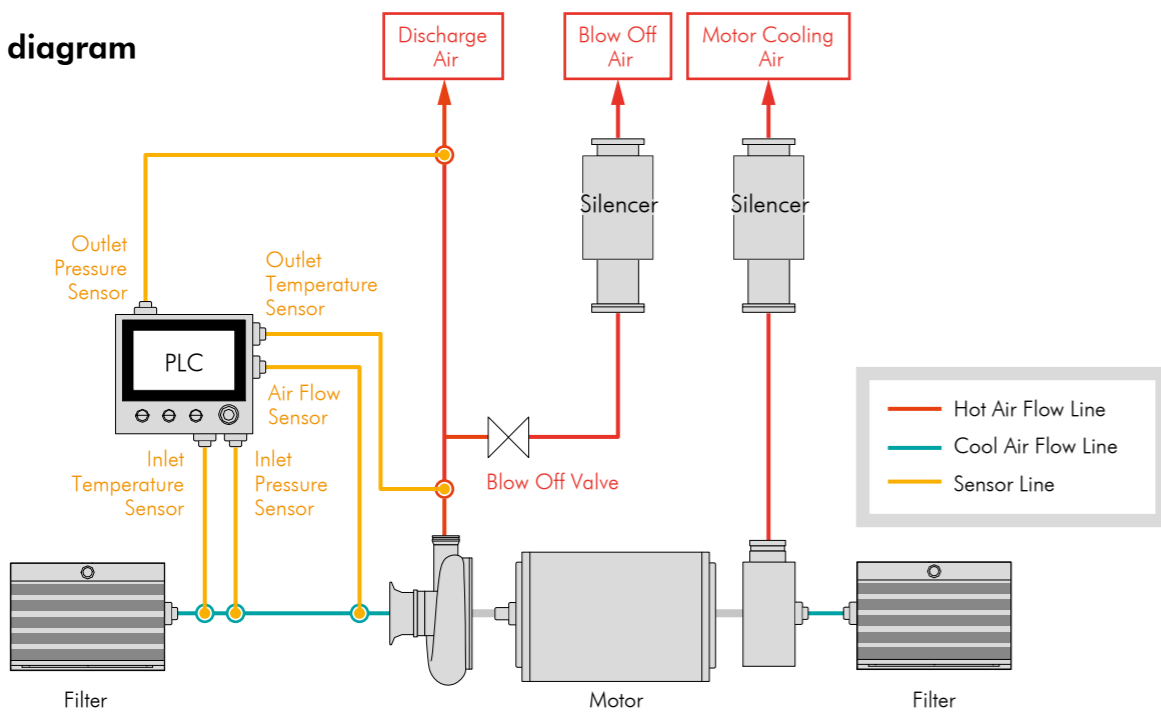 diagram
Discharge
Air
Blow Off
Air
Motor Cooling
Air
Silencer
Silencer
Outlet
Pressure
Sensor
Outlet
Temperature
Sensor
PLC
Air Flow
Sensor
Inlet
Temperature
Sensor
Inlet
Pressure
Sensor
Blow Off Valve
Hot Air Flow Line
Cool Air Flow Line
Sensor Line
Filter
Motor
Filter